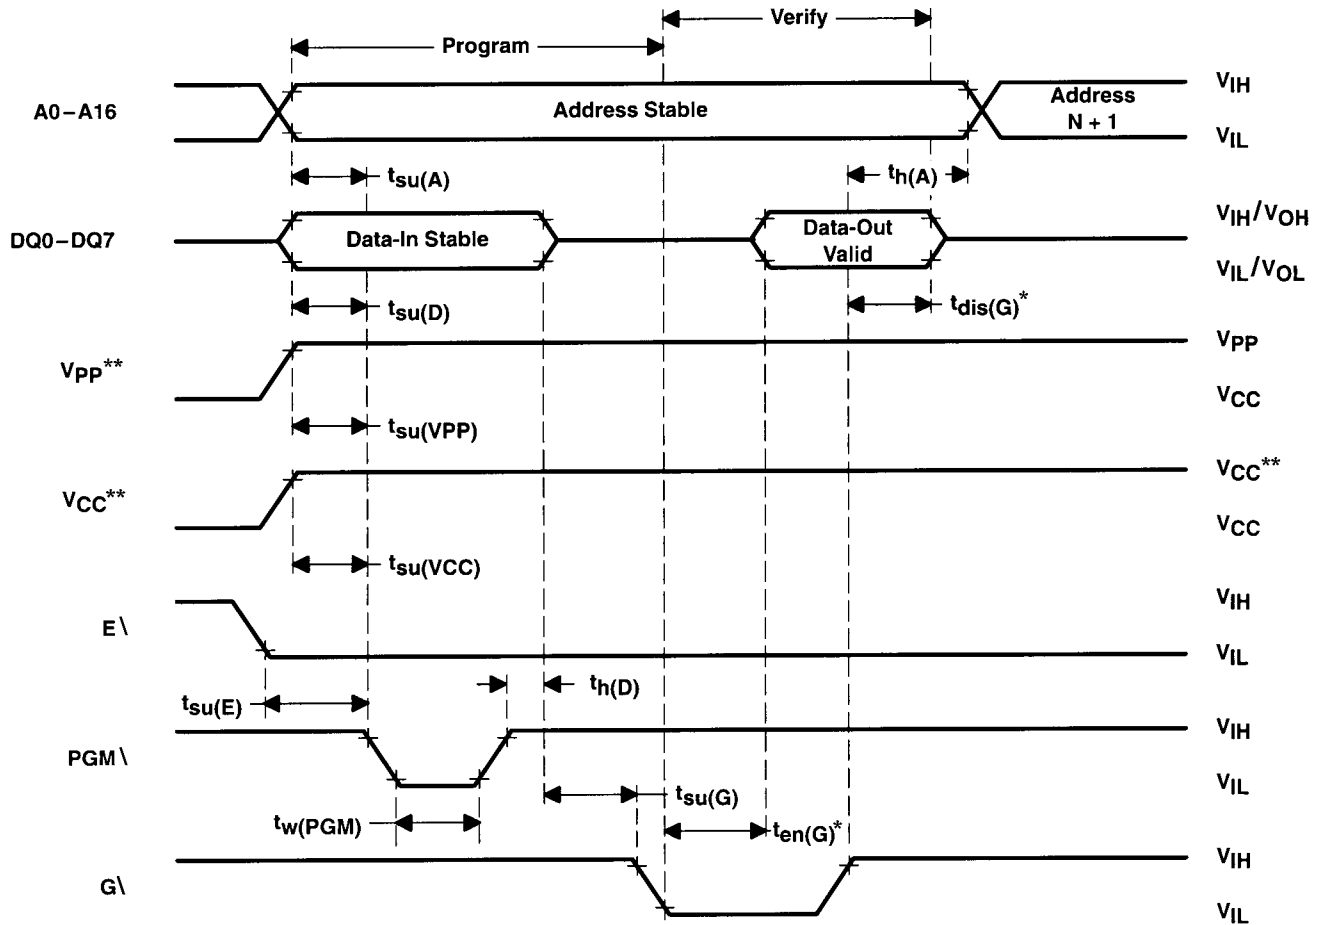 Verify
Program
A0–A16
Address Stable
Address
N + 1
VIH
VIL
tsu(A)
th(A)
DQ0–DQ7
Data-In Stable
Data-Out
Valid
VIH/VOH
VIL/VOL
tsu(D)
tdis(G)*
VPP**
VPP
VCC
tsu(VPP)
VCC**
VCC**
VCC
tsu(VCC)
E\
VIH
VIL
tsu(E)
th(D)
PGM\
VIH
VIL
tsu(G)
tw(PGM)
ten(G)*
G\
VIH
VIL